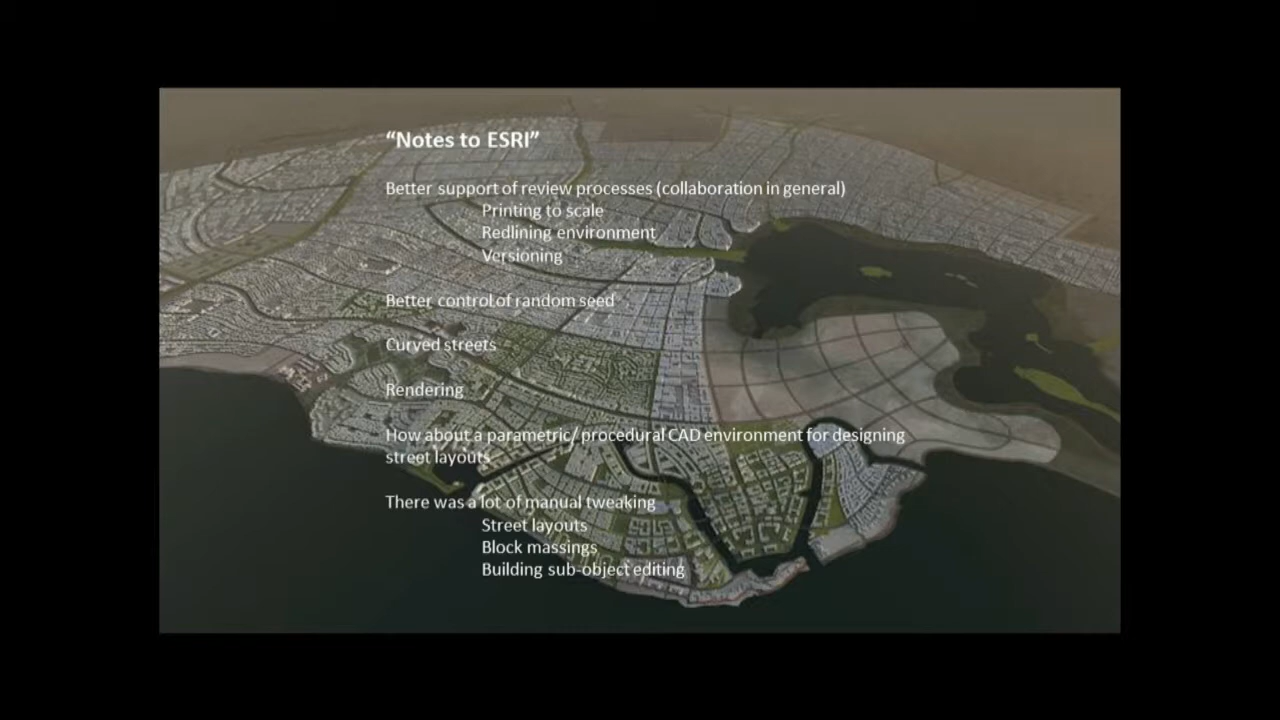 “Notes to ESRI”
Better support of review processes (collaboration in general)
Printing to scale
Redlining environment
Versioning
Better control of random seed
Curved streets
Rendering
How about a parametric/ procedural CAD environment for designing
street layouts
There was a lot of manual tweaking
Street layouts
Block massings
Building sub-object editing